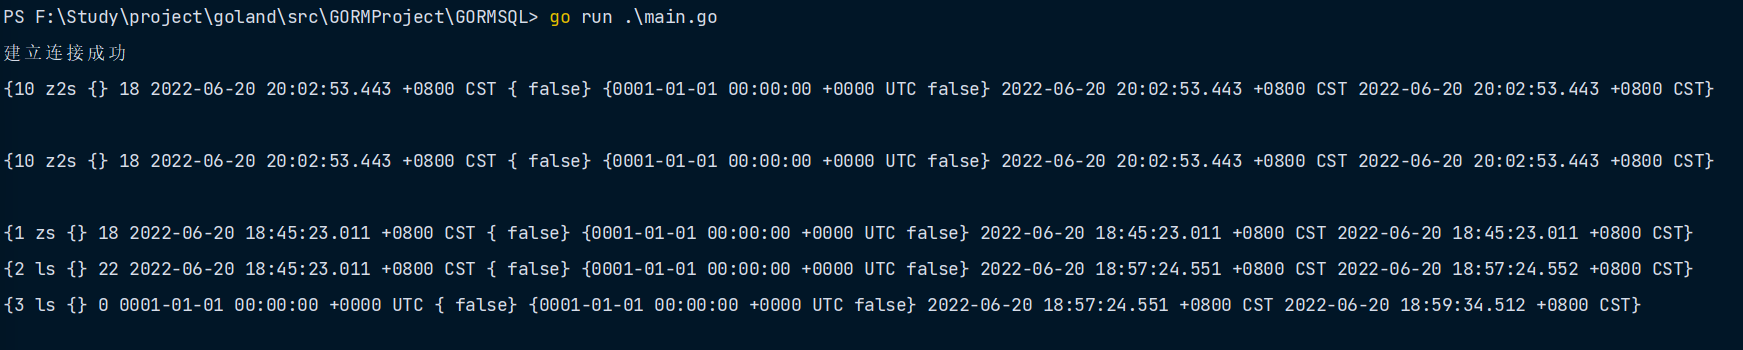 PS F:\Study\project\goland\src\GORMProject\GORMSQL> go run .\main.go
建立连接成功
{10 z2s {} 18 2022-06-20 20:02:53.443 +0800 CST { false} {0001-01-01 00:00:00 +0000 UTC false} 2022-06-20 20:02:53.443 +0800 CST 2022-06-20 20:02:53.443 +0800 CST}
{10 z2s {} 18 2022-06-20 20:02:53.443 +0800 CST { false} {0001-01-01 00:00:00 +0000 UTC false} 2022-06-20 20:02:53.443 +0800 CST 2022-06-20 20:02:53.443 +0800 CST}
{1 zs {} 18 2022-06-20 18:45:23.011 +0800 CST { false} {0001-01-01 00:00:00 +0000 UTC false} 2022-06-20 18:45:23.011 +0800 CST 2022-06-20 18:45:23.011 +0800 CST}
{2 ls {} 22 2022-06-20 18:45:23.011 +0800 CST { false} {0001-01-01 00:00:00 +0000 UTC false} 2022-06-20 18:57:24.551 +0800 CST 2022-06-20 18:57:24.552 +0800 CST}
{3 ls {} 0 0001-01-01 00:00:00 +0000 UTC { false} {0001-01-01 00:00:00 +0000 UTC false} 2022-06-20 18:57:24.551 +0800 CST 2022-06-20 18:59:34.512 +0800 CST}